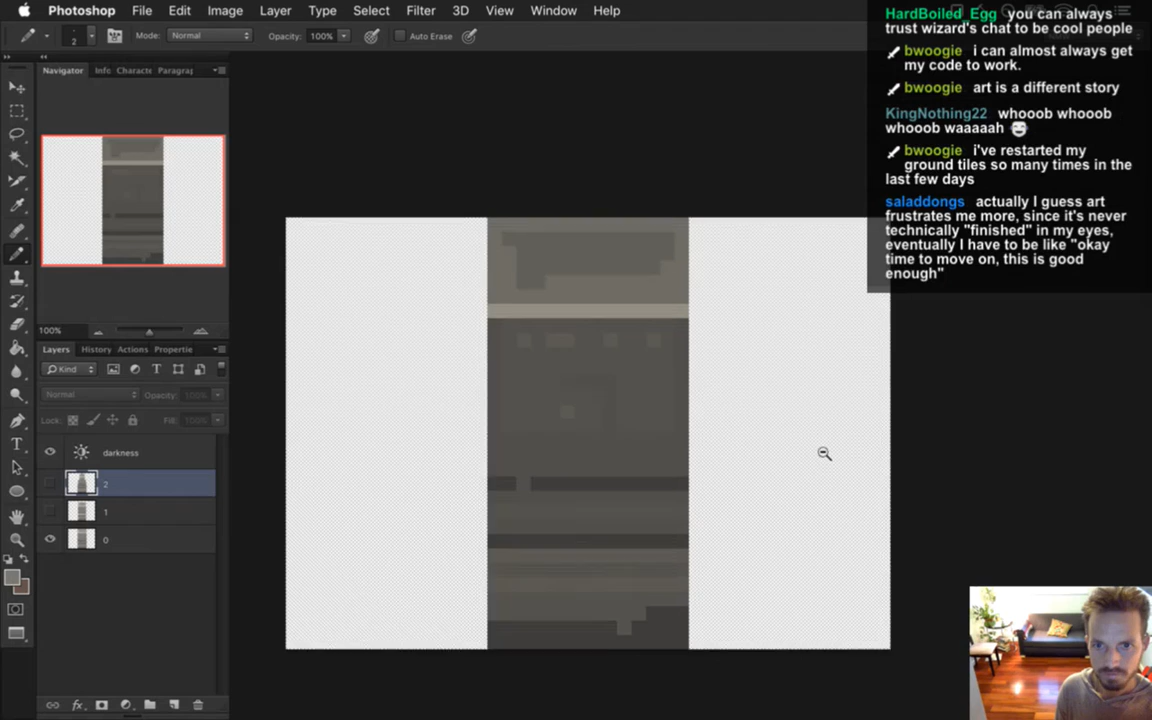 Photoshop File Edit Image Layer Type Select Filter 3D View Window Help
2 Mode: Normal Opacity: 100% Auto Erase
Navigator Info Characte Paragraj
100%
Layers History Actions Propertie
Kind
Normal Opacity:
Lock: Fill:
darkness
2
1
0
HardBoiled_Egg you can always
trust wizard's chat to be cool people
bwoogie i can almost always get
my code to work.
bwoogie art is a different story
KingNothing22 whooob whooob
whooob waaaaah
bwoogie i've restarted my
ground tiles so many times in the
last few days
saladdongs actually I guess art
frustrates me more, since it's never
technically "finished" in my eyes,
eventually I have to be like "okay
time to move on, this is good
enough"